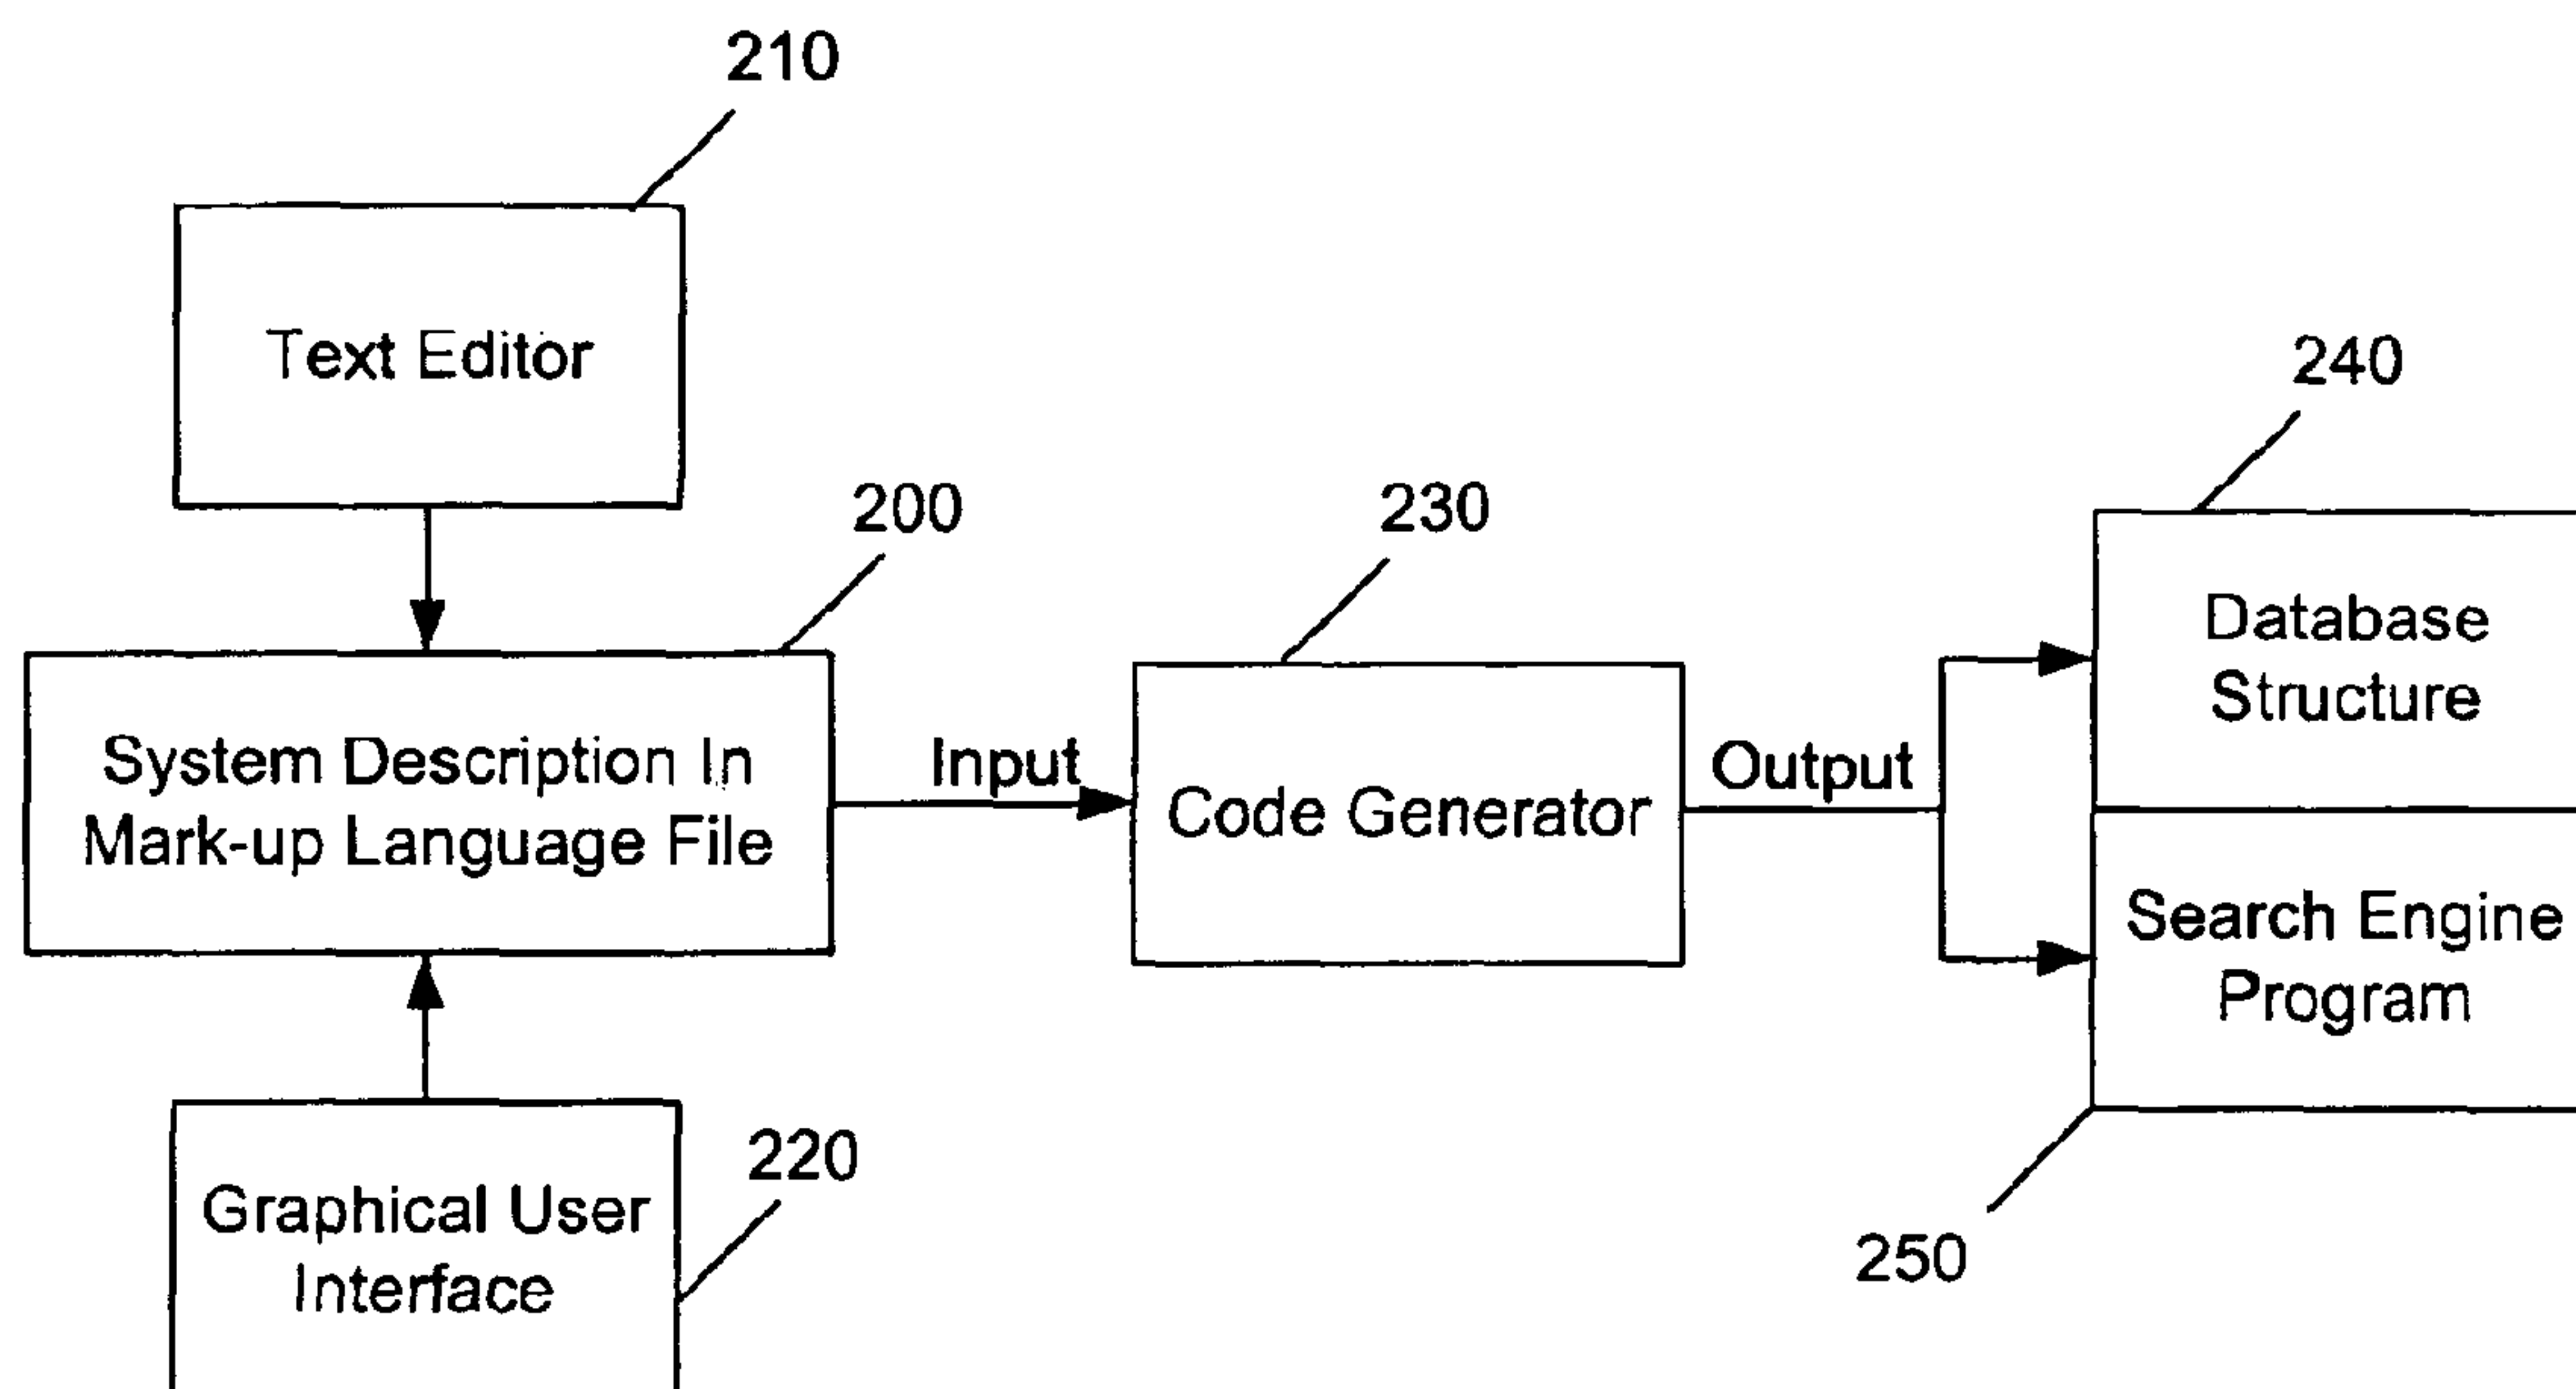 210
Text Editor
240
200
230
Database
Structure
System Description In
Mark-up Language File
Input
Code Generator
Output
Search Engine
Program
220
Graphical User
Interface
250